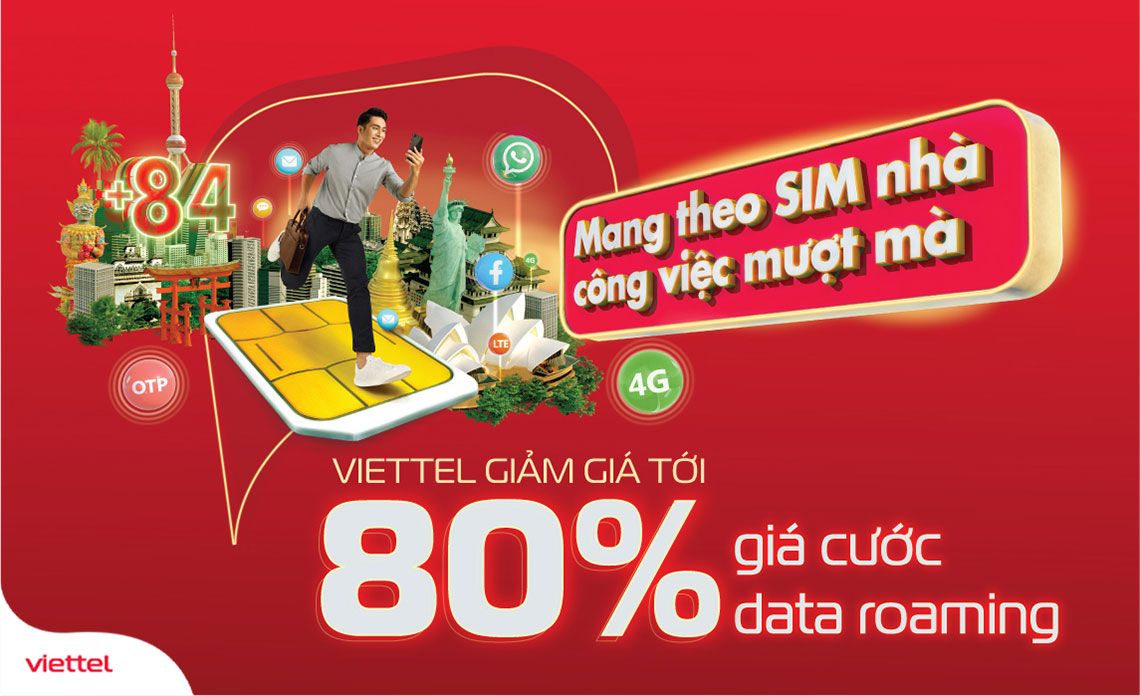 +84
Mang theo SIM nhà
công việc mượt mà
4G
LTE
OTP
4G
VIETTEL GIẢM GIÁ TỚI
80%
giá cước
data roaming
viettel